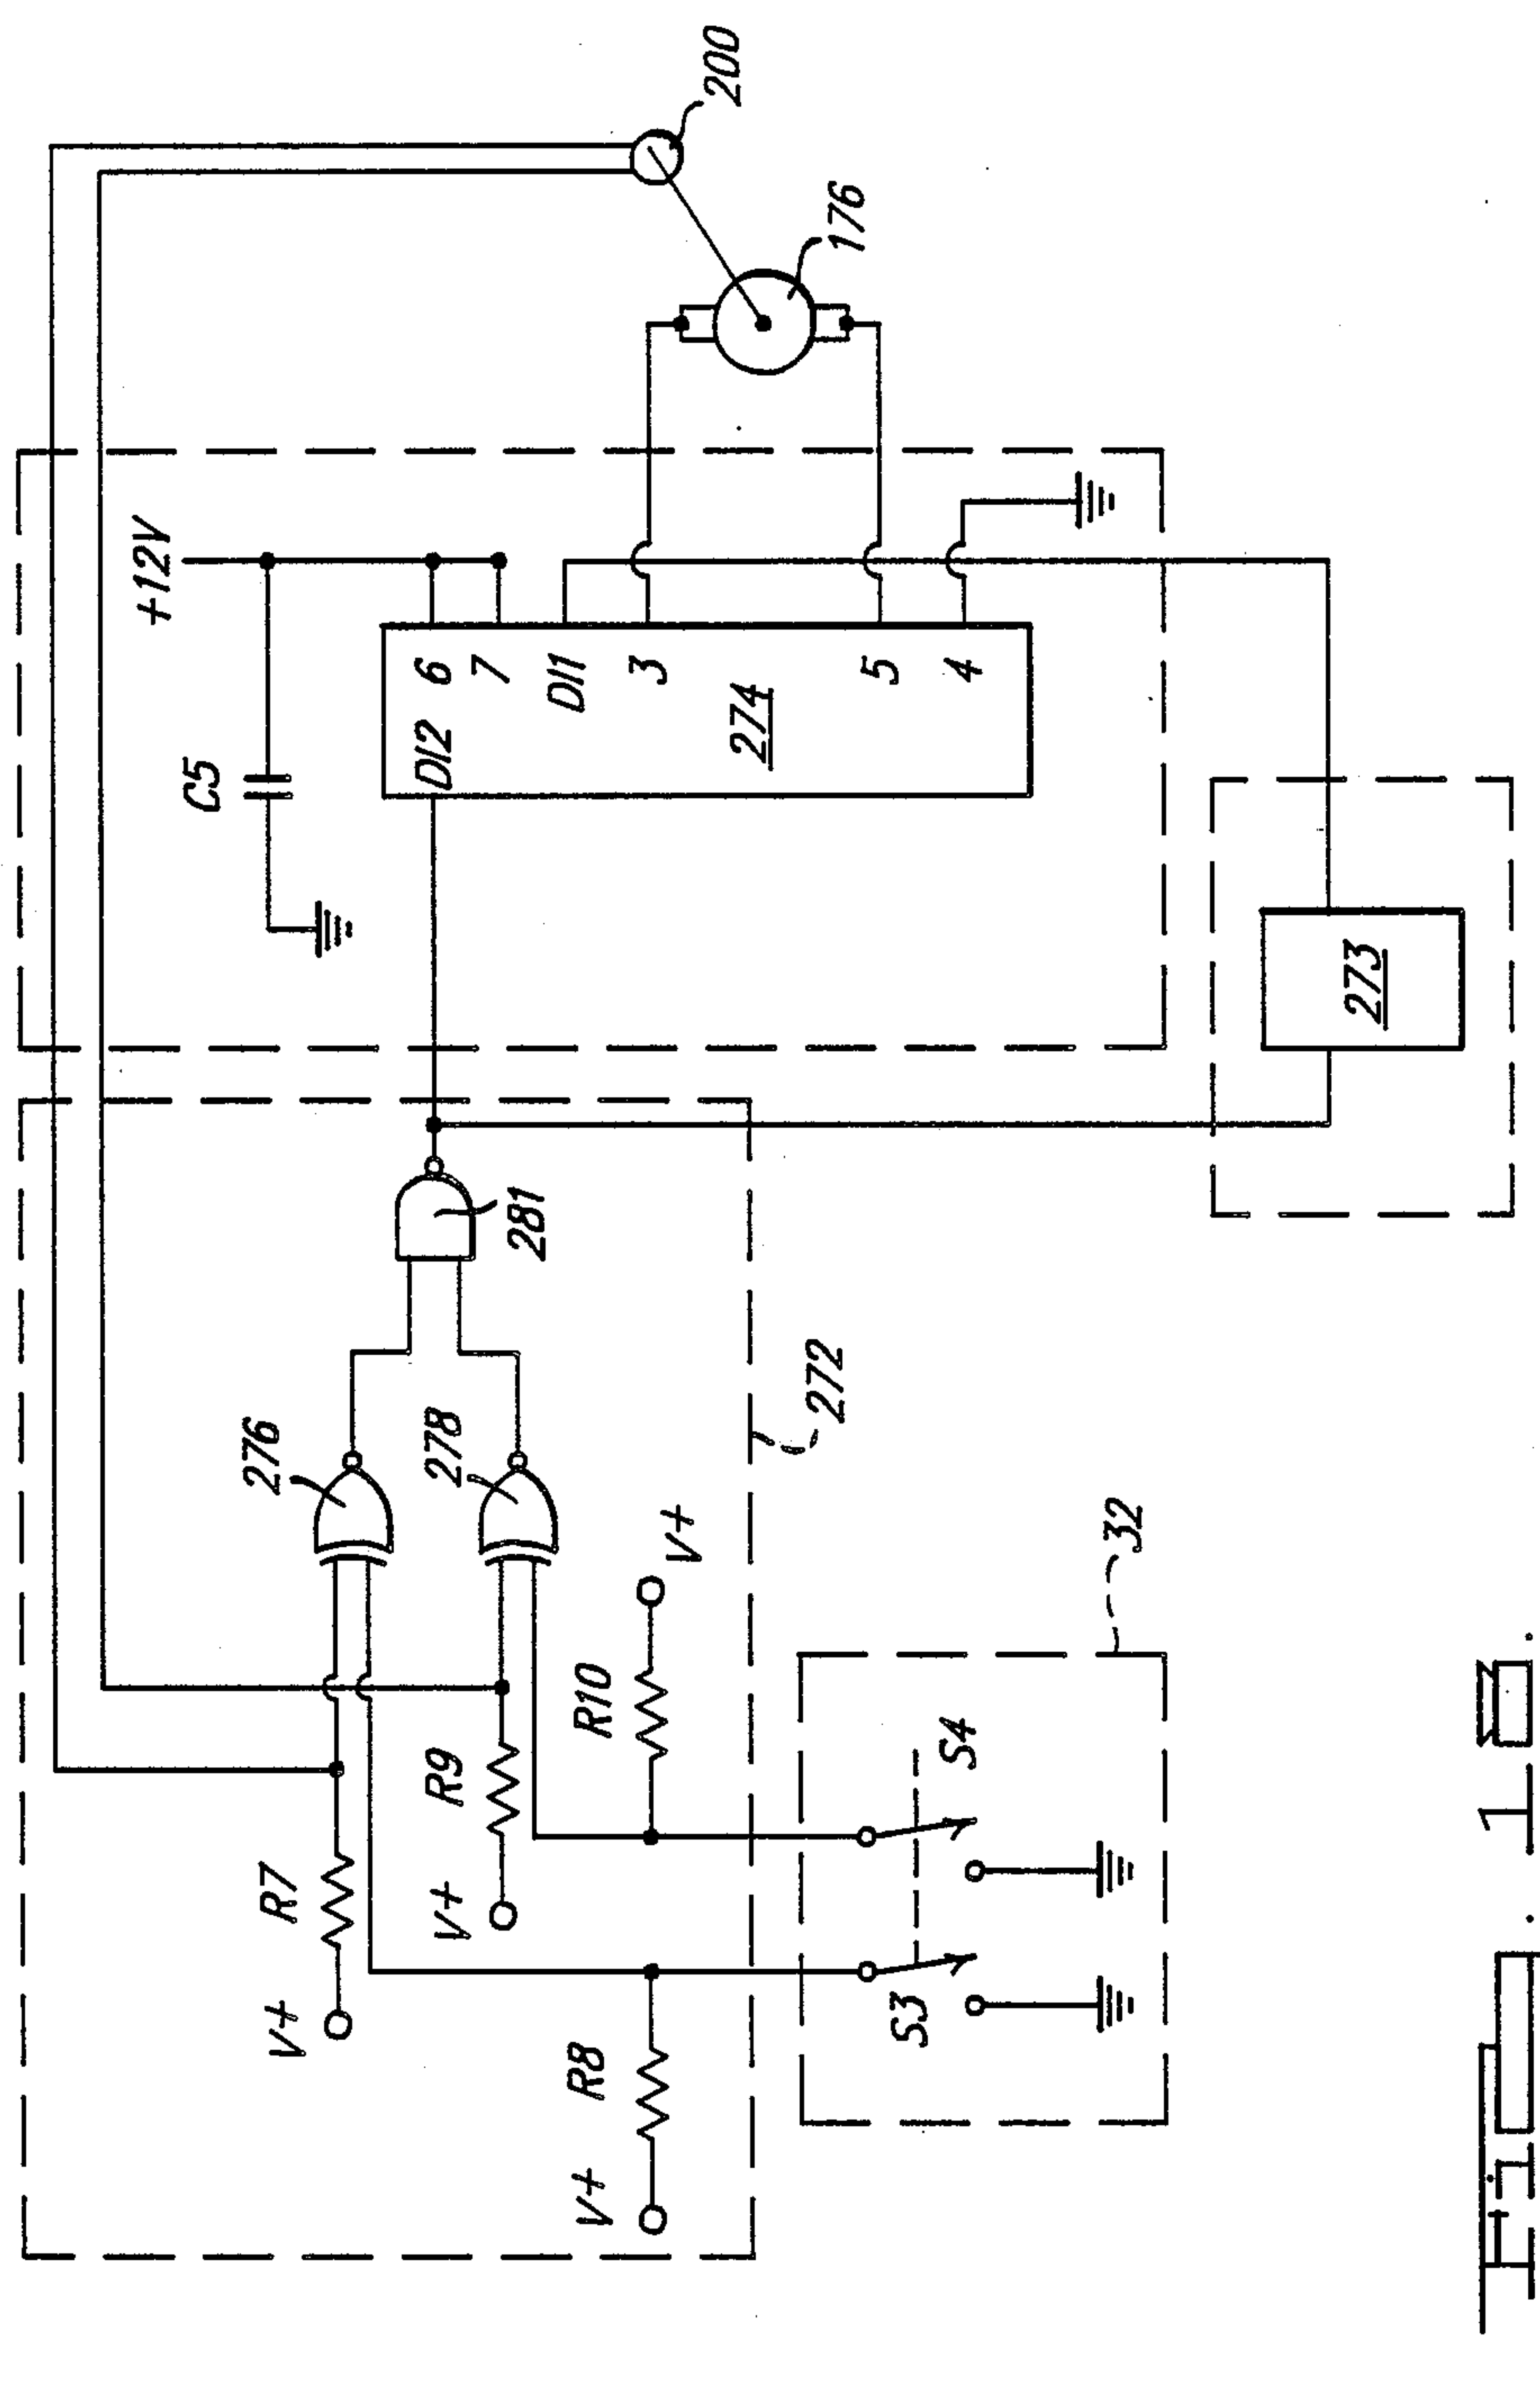 +12V
C5
DI2
6
7
DI1
3
5
4
274
200
176
276
278
281
273
R7
V+
R9
V+
R10
V+
R8
V+
272
S3
S4
32
Fig. 18.